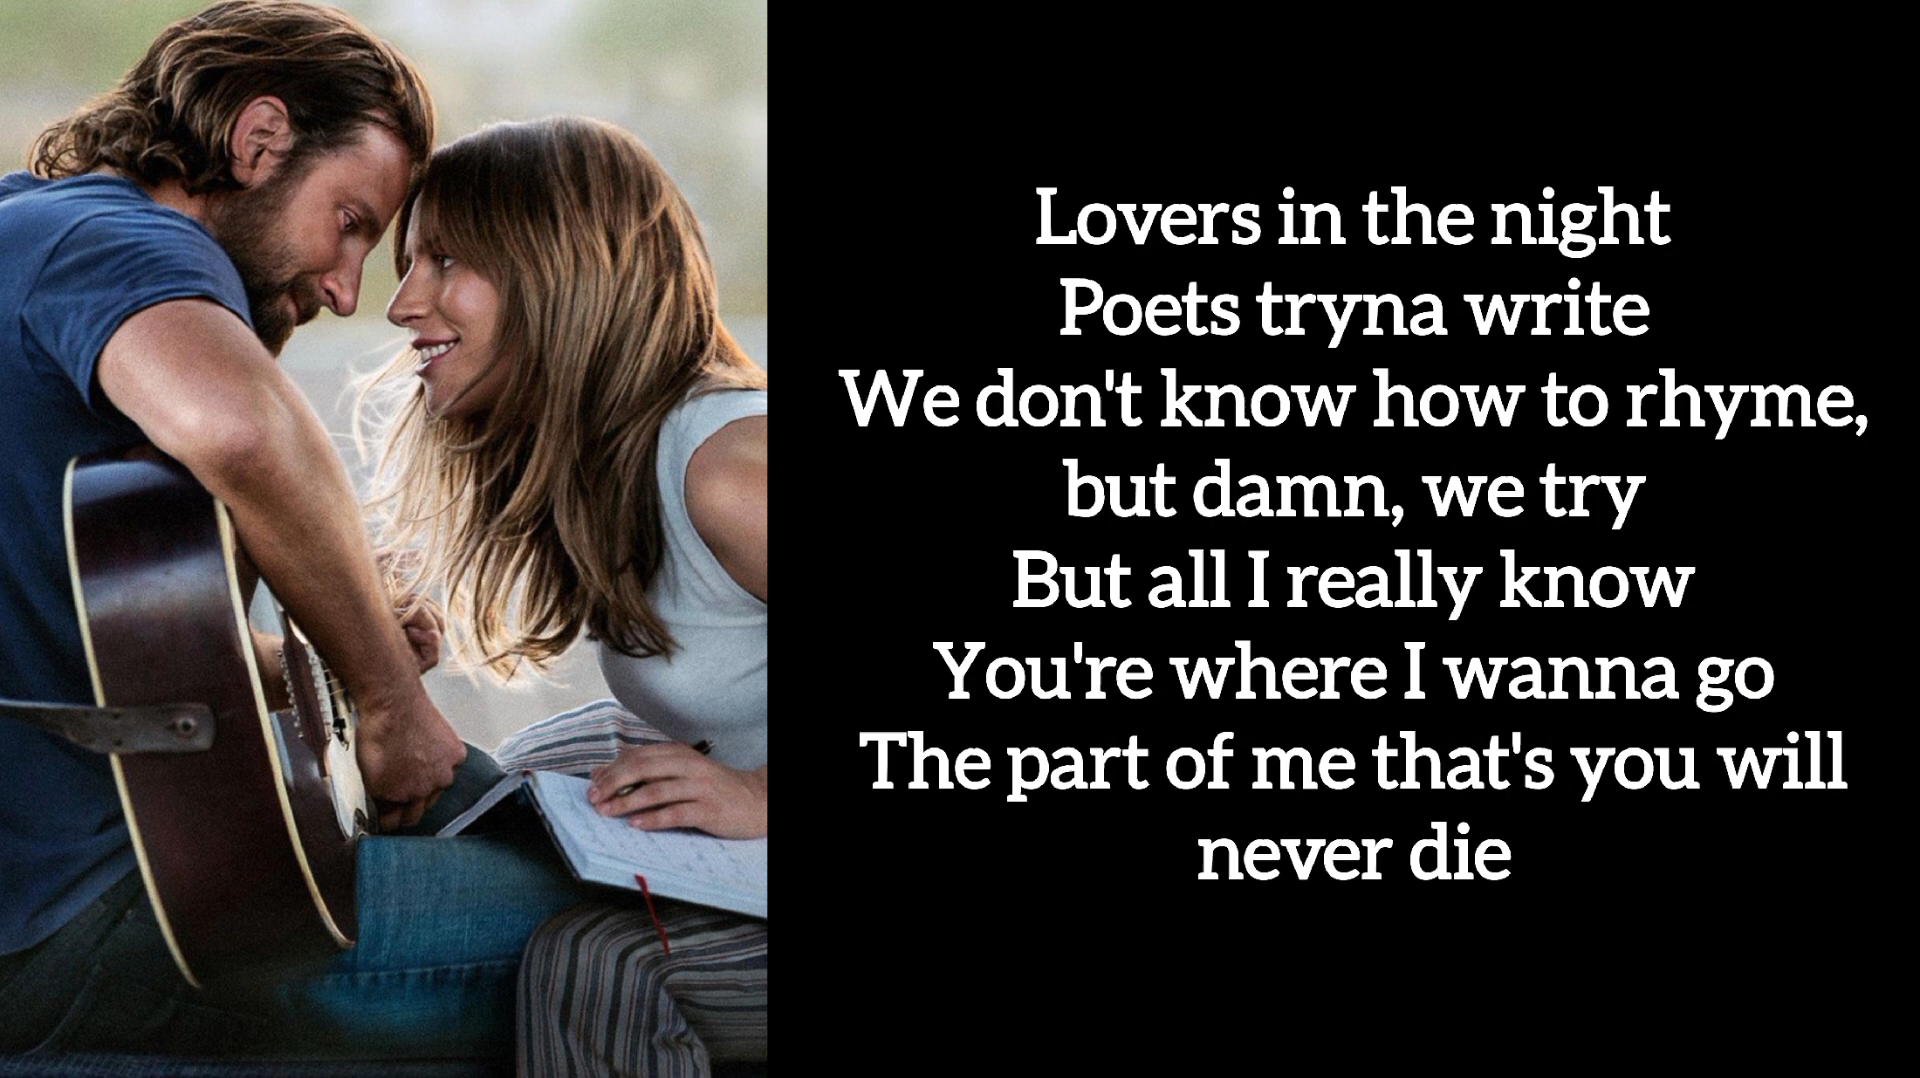 Lovers in the night
Poets tryna write
We don't know how to rhyme,
but damn, we try
But all I really know
You're where I wanna go
The part of me that's you will
never die